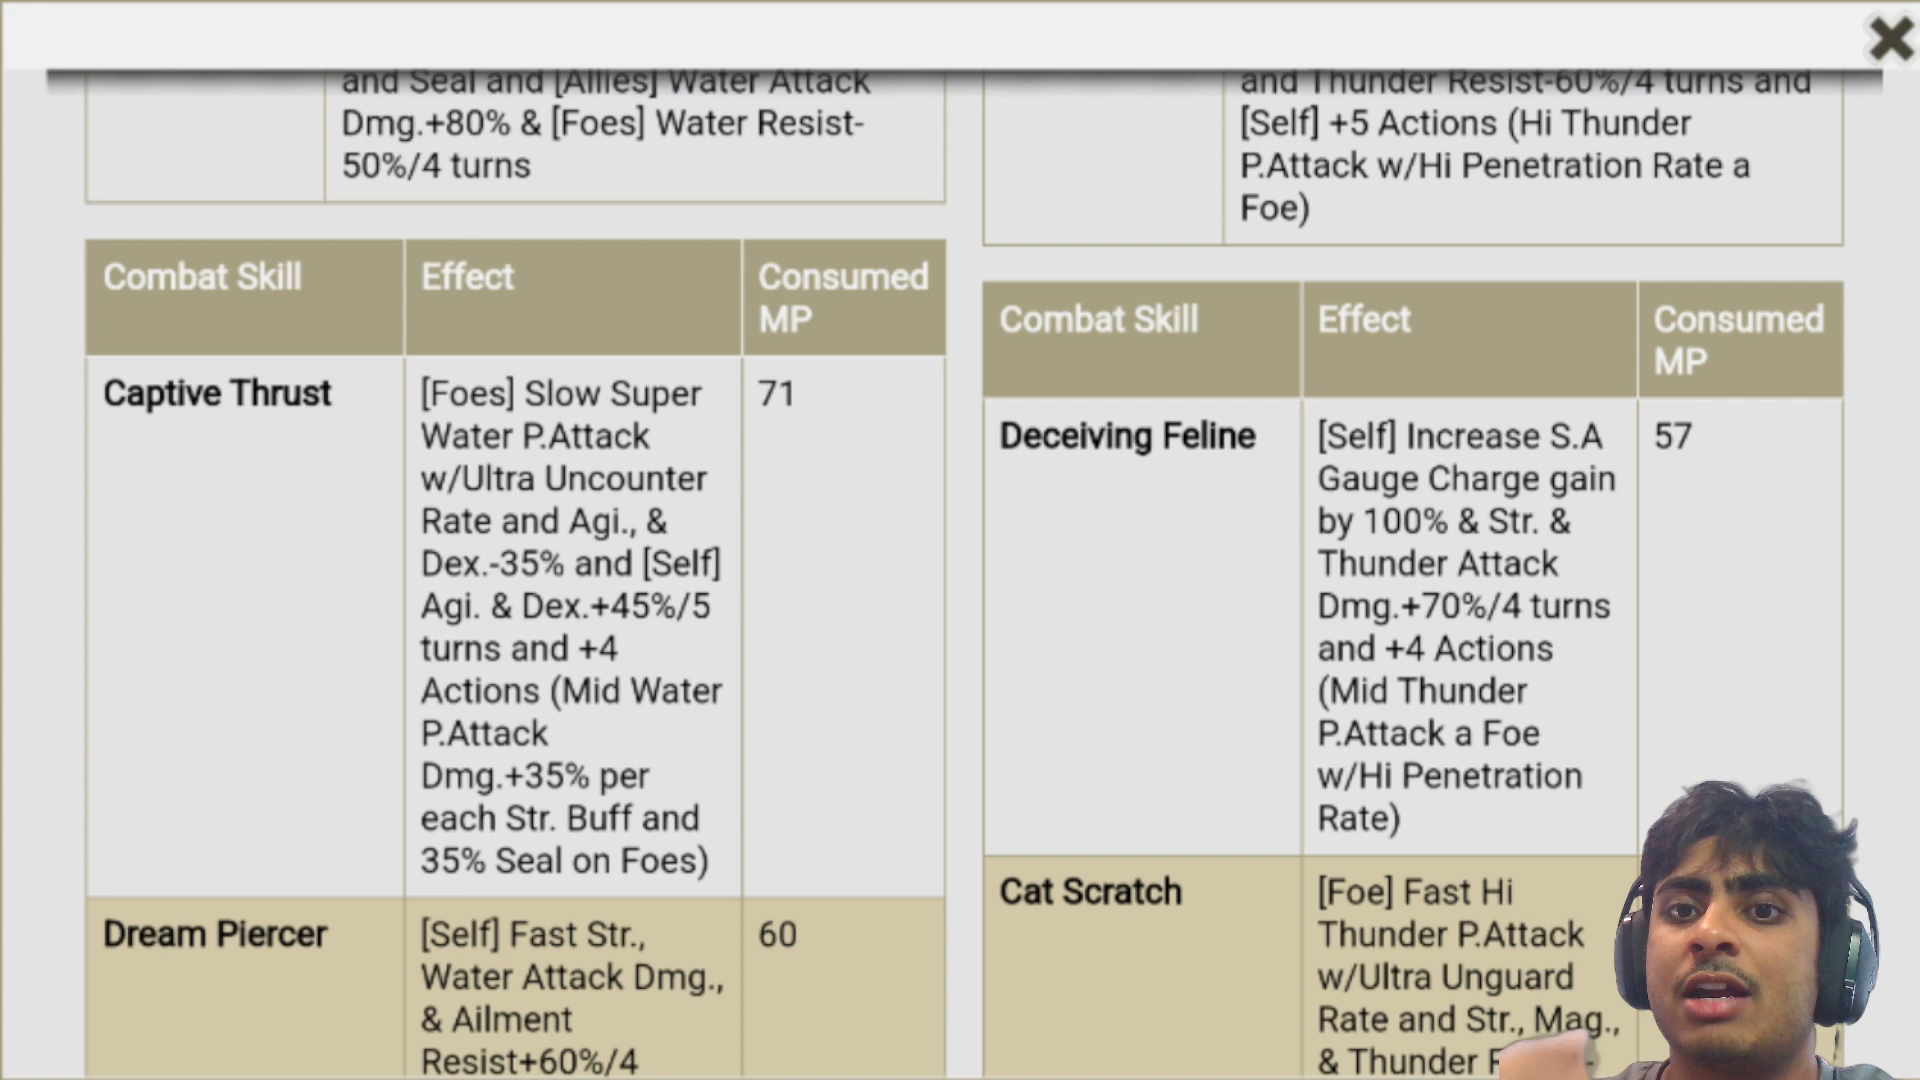 and Seal and [Allies] Water Attack
Dmg.+80% & [Foes] Water Resist-
50%/4 turns
Combat Skill
Effect
Consumed
MP
Captive Thrust
[Foes] Slow Super
Water P.Attack
w/Ultra Uncounter
Rate and Agi., &
Dex.-35% and [Self]
Agi. & Dex.+45%/5
turns and +4
Actions (Mid Water
P.Attack
Dmg.+35% per
each Str. Buff and
35% Seal on Foes)
71
Dream Piercer
[Self] Fast Str.,
Water Attack Dmg.,
& Ailment
Resist+60%/4
60
and Thunder Resist-60%/4 turns and
[Self] +5 Actions (Hi Thunder
P.Attack w/Hi Penetration Rate a
Foe)
Combat Skill
Effect
Consumed
MP
Deceiving Feline
[Self] Increase S.A
Gauge Charge gain
by 100% & Str. &
Thunder Attack
Dmg.+70%/4 turns
and +4 Actions
(Mid Thunder
P.Attack a Foe
w/Hi Penetration
Rate)
57
Cat Scratch
[Foe] Fast Hi
Thunder P.Attack
w/Ultra Unguard
Rate and Str., Mag.,
& Thunder